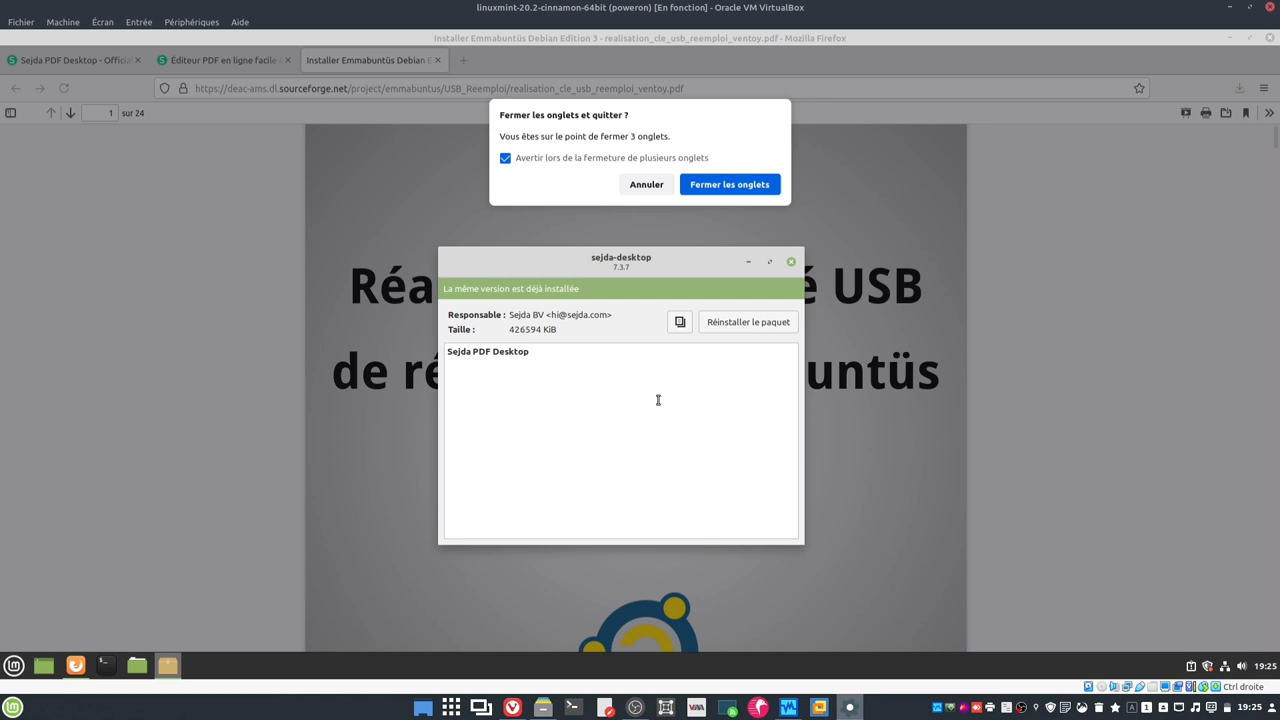 linuxmint-20.2-cinnamon-64bit (poweron) [En fonction] - Oracle VM VirtualBox
Fichier Machine Écran Entrée Périphériques Aide
Installer Emmabuntüs Debian Edition 3 - realisation_cle_usb_reemploi_ventoy.pdf - Mozilla Firefox
Sejda PDF Desktop - Officia
Éditeur PDF en ligne facile
Installer Emmabuntüs Debian E
https://deac-ams.dl.sourceforge.net/project/emmabuntus/USB_Reemploi/realisation_cle_usb_reemploi_ventoy.pdf
1 sur 24
Fermer les onglets et quitter ?
Vous êtes sur le point de fermer 3 onglets.
Avertir lors de la fermeture de plusieurs onglets
Annuler Fermer les onglets
sejda-desktop
7.3.7
La même version est déjà installée
Responsable : Sejda BV <hi@sejda.com>
Taille : 426594 KiB
Réinstaller le paquet
Sejda PDF Desktop
Réa é USB
de ré untüs
19:25
Ctrl droite
19:25